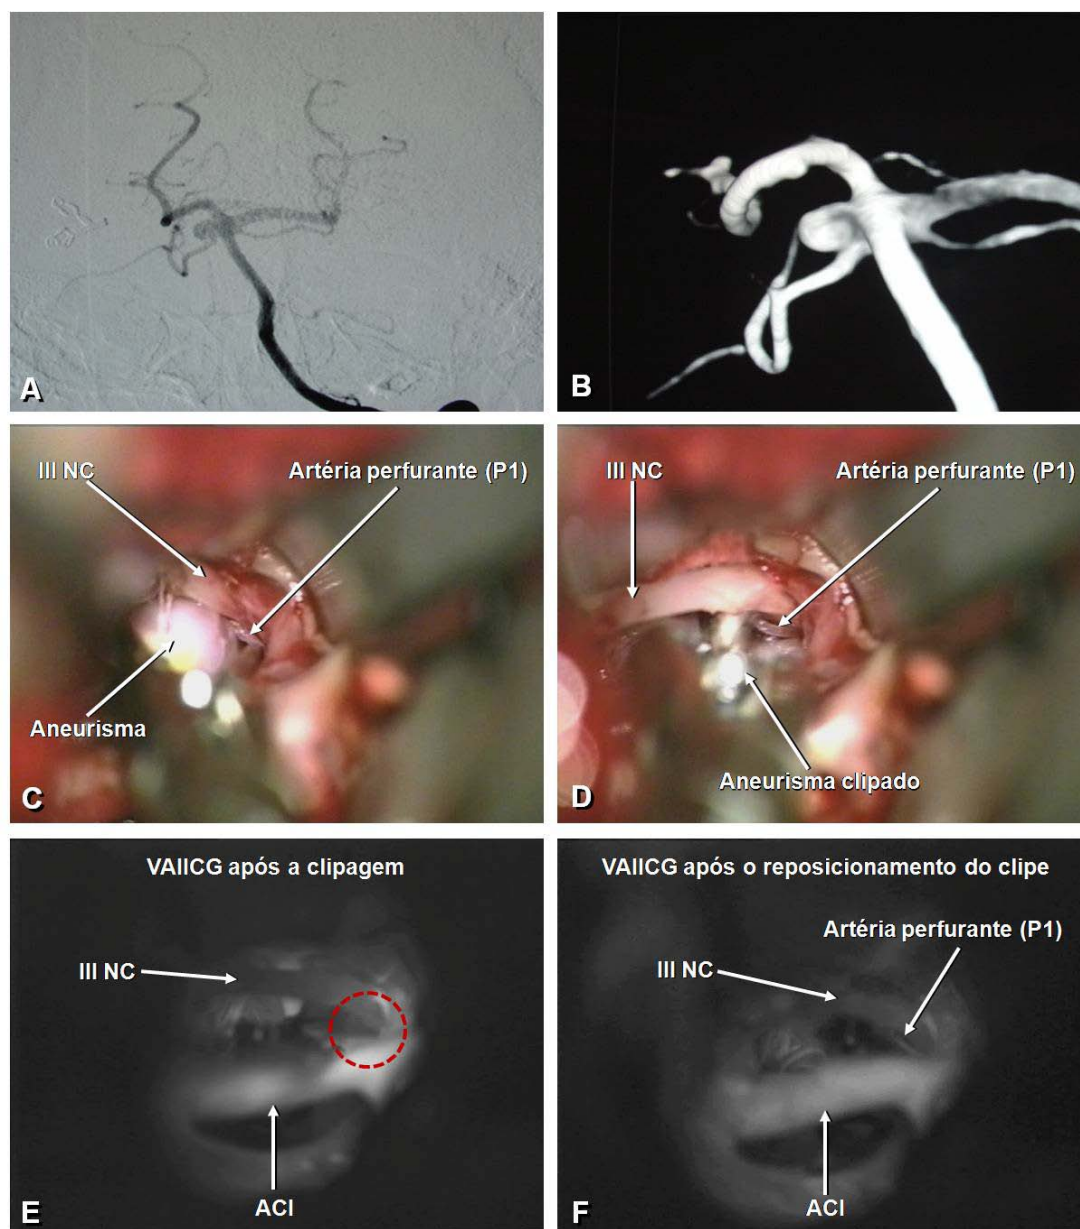 A
B
III NC
Artéria perfurante (P1)
Aneurisma
C
III NC
Artéria perfurante (P1)
Aneurisma clipado
D
VAIICG após a clipagem
III NC
ACI
E
VAIICG após o reposicionamento do clipe
Artéria perfurante (P1)
III NC
ACI
F